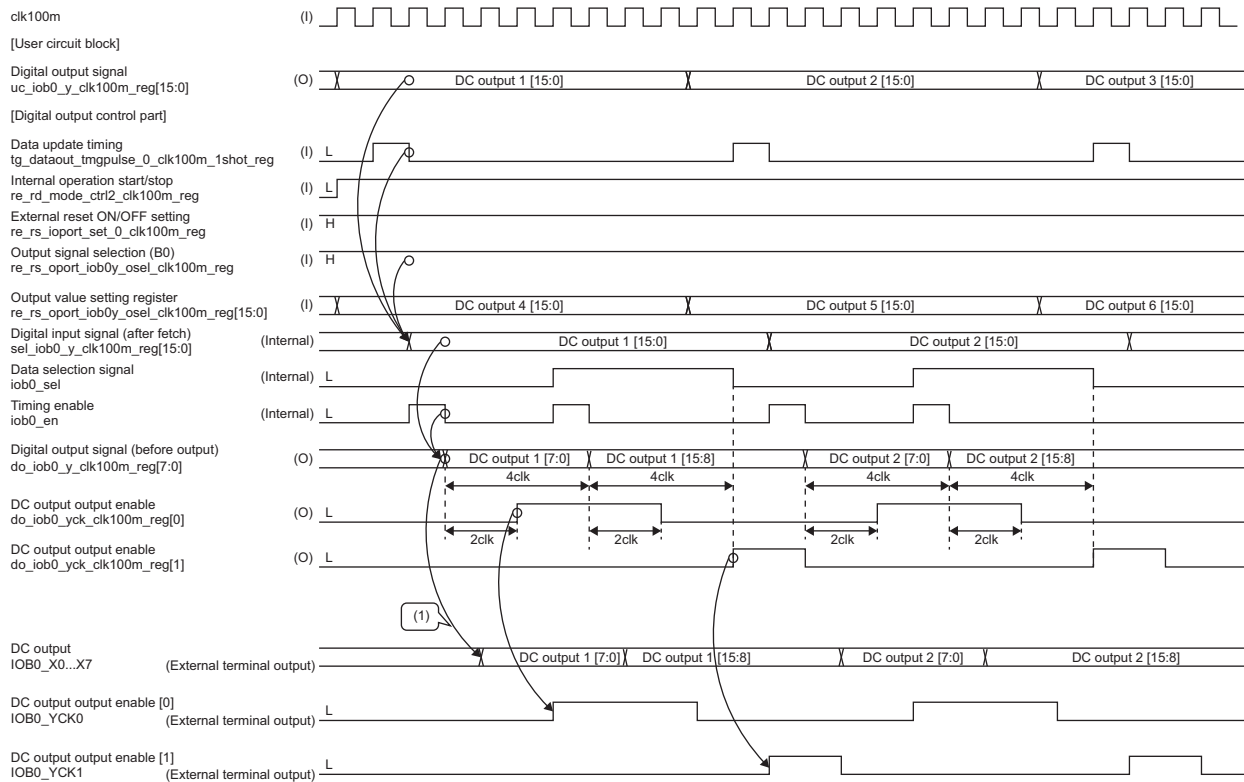 clk100m (I)
[User circuit block]
Digital output signal
uc_iob0_y_clk100m_reg[15:0] (O) DC output 1 [15:0] DC output 2 [15:0] DC output 3 [15:0]
[Digital output control part]
Data update timing
tg_dataout_tmgpulse_0_clk100m_1shot_reg (I) L
Internal operation start/stop
re_rd_mode_ctrl2_clk100m_reg (I) L
External reset ON/OFF setting
re_rs_ioport_set_0_clk100m_reg (I) H
Output signal selection (B0)
re_rs_oport_iob0y_osel_clk100m_reg (I) H
Output value setting register
re_rs_oport_iob0y_osel_clk100m_reg[15:0] (I) DC output 4 [15:0] DC output 5 [15:0] DC output 6 [15:0]
Digital input signal (after fetch)
sel_iob0_y_clk100m_reg[15:0] (Internal) DC output 1 [15:0] DC output 2 [15:0]
Data selection signal
iob0_sel (Internal) L
Timing enable
iob0_en (Internal) L
Digital output signal (before output)
do_iob0_y_clk100m_reg[7:0] (O) DC output 1 [7:0] DC output 1 [15:8] DC output 2 [7:0] DC output 2 [15:8]
4clk 4clk 4clk 4clk
DC output output enable
do_iob0_yck_clk100m_reg[0] (O) L
2clk 2clk 2clk 2clk
DC output output enable
do_iob0_yck_clk100m_reg[1] (O) L
(1)
DC output
IOB0_X0...X7 (External terminal output) DC output 1 [7:0] DC output 1 [15:8] DC output 2 [7:0] DC output 2 [15:8]
DC output output enable [0]
IOB0_YCK0 (External terminal output) L
DC output output enable [1]
IOB0_YCK1 (External terminal output) L